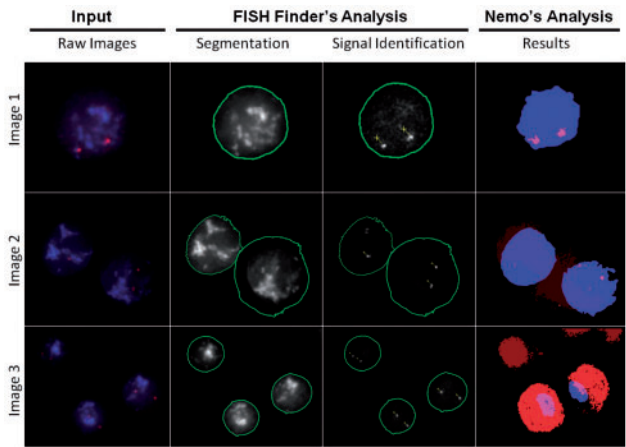 Input FISH Finder's Analysis Nemo's Analysis
Raw Images Segmentation Signal Identification Results
Image 1
Image 2
Image 3